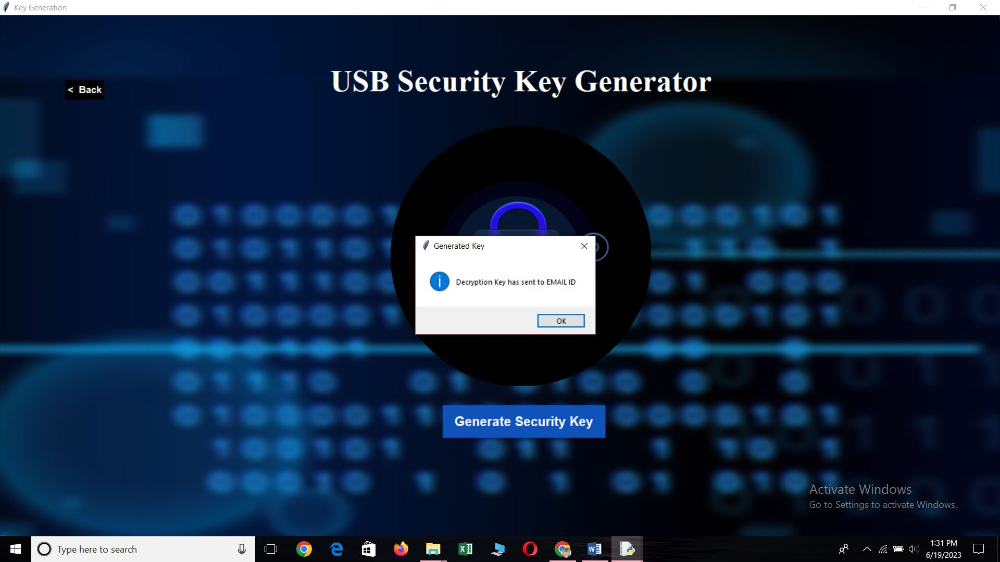 Key Generation
USB Security Key Generator
< Back
Generated Key
Decryption Key has sent to EMAIL ID
OK
Generate Security Key
Activate Windows
Go to Settings to activate Windows.
Type here to search
1:31 PM
6/19/2023